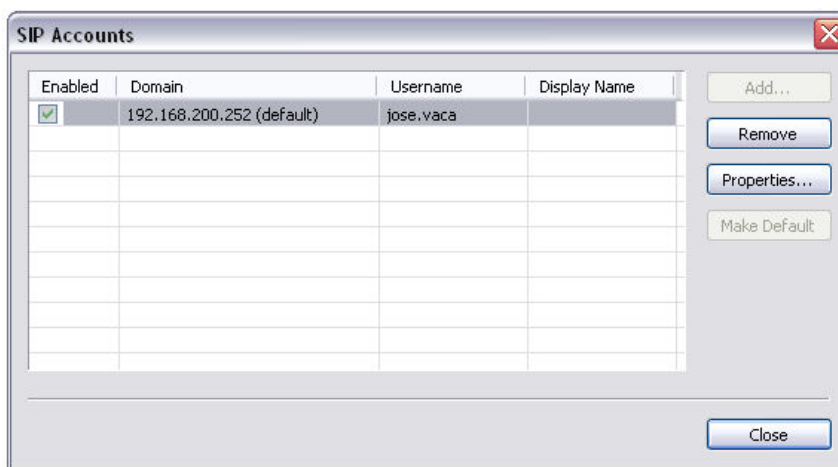 SIP Accounts
Enabled Domain Username Display Name
192.168.200.252 (default) jose.vaca
Add...
Remove
Properties...
Make Default
Close